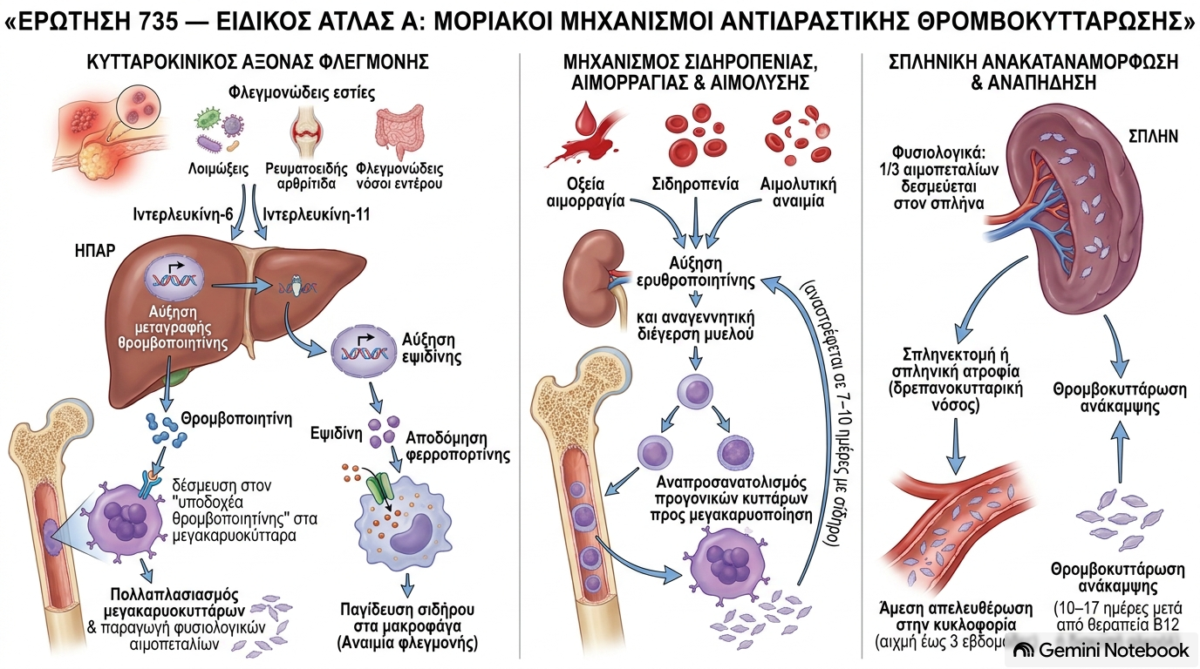 «ΕΡΩΤΗΣΗ 735 — ΕΙΔΙΚΟΣ ΑΤΛΑΣ Α: ΜΟΡΙΑΚΟΙ ΜΗΧΑΝΙΣΜΟΙ ΑΝΤΙΔΡΑΣΤΙΚΗΣ ΘΡΟΜΒΟΚΥΤΤΑΡΩΣΗΣ»
ΚΥΤΤΑΡΟΚΙΝΙΚΟΣ ΑΞΟΝΑΣ ΦΛΕΓΜΟΝΗΣ
Φλεγμονώδεις εστίες
Λοιμώξεις
Ρευματοειδής
αρθρίτιδα
Φλεγμονώδεις
νόσοι εντέρου
Ιντερλευκίνη-6
Ιντερλευκίνη-11
ΗΠΑΡ
Αύξηση
μεταγραφής
θρομβοποιητίνης
Αύξηση
εψιδίνης
Θρομβοποιητίνη
Εψιδίνη
Αποδόμηση
φερροπορτίνης
δέσμευση στον
"υποδοχέα
θρομβοποιητίνης" στα
μεγακαρυοκύτταρα
Πολλαπλασιασμός
μεγακαρυοκυττάρων
& παραγωγή φυσιολογικών
αιμοπεταλίων
Παγίδευση σιδήρου
στα μακροφάγα
(Αναιμία φλεγμονής)
ΜΗΧΑΝΙΣΜΟΣ ΣΙΔΗΡΟΠΕΝΙΑΣ,
ΑΙΜΟΡΡΑΓΙΑΣ & ΑΙΜΟΛΥΣΗΣ
Οξεία
αιμορραγία
Σιδηροπενία
Αιμολυτική
αναιμία
Αύξηση
ερυθροποιητίνης
και αναγεννητική
διέγερση μυελού
Αναπροσανατολισμός
προγονικών κυττάρων
προς μεγακαρυοποίηση
(αναστρέφεται σε 7–10 ημέρες με σίδηρο)
ΣΠΛΗΝΙΚΗ ΑΝΑΚΑΤΑΝΑΜΟΡΦΩΣΗ
& ΑΝΑΠΗΔΗΣΗ
ΣΠΛΗΝ
Φυσιολογικά:
1/3 αιμοπεταλίων
δεσμεύεται
στον σπλήνα
Σπληνεκτομή ή
σπληνική ατροφία
(δρεπανοκυτταρική
νόσος)
Θρομβοκυττάρωση
ανάκαμψης
Άμεση απελευθέρωση
στην κυκλοφορία
(αιχμή έως 3
Θρομβοκυττάρωση
ανάκαμψης
(10–17 ημέρες μετά
από θεραπεία Β12
Gemini Notebook